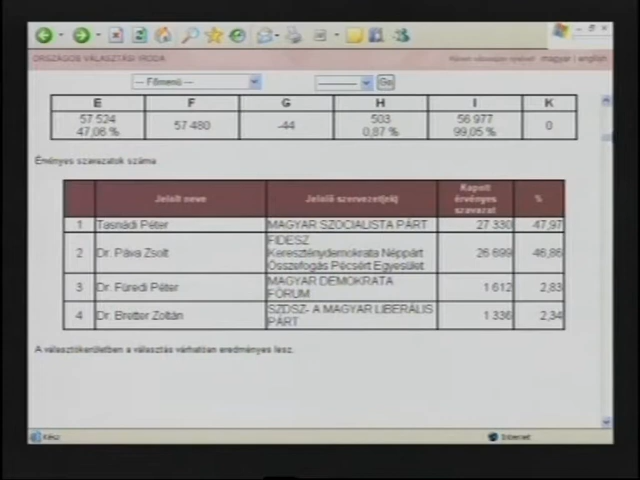 ORSZÁGOS VÁLASZTÁSI IRODA
magyar | english
--- Főmenü ---
Go
E F G H I K
57 524 57 480 -44 503 56 977 0
47,06 % 0,87 % 99,05 %
Érvényes szavazatok száma
Jelölt neve Jelölő szervezet(ek) Kapott érvényes szavazat %
1 Tasnádi Péter MAGYAR SZOCIALISTA PÁRT 27 330 47,97
2 Dr. Páva Zsolt FIDESZ Kereszténydemokrata Néppárt Összefogás Pécsért Egyesület 26 699 46,86
3 Dr. Füredi Péter MAGYAR DEMOKRATA FÓRUM 1 612 2,83
4 Dr. Bretter Zoltán SZDSZ- A MAGYAR LIBERÁLIS PÁRT 1 336 2,34
A választókerületben a választás várhatóan eredményes lesz.
Kész
Internet